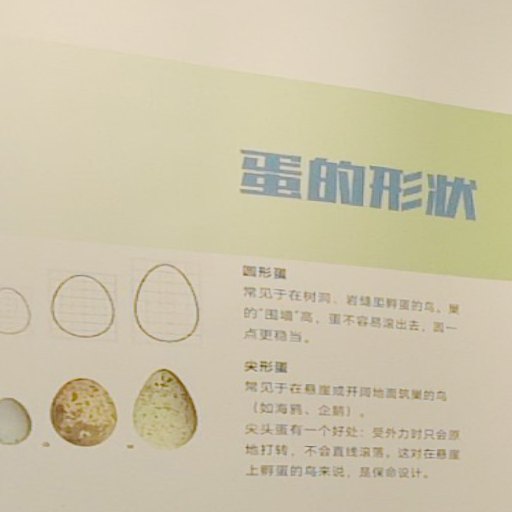 蛋的形状
圆形蛋
常见于在树洞、岩缝里孵蛋的鸟。巢
的“围墙”高，蛋不容易滚出去，圆一
点更稳当。
尖形蛋
常见于在悬崖或开阔地面筑巢的鸟
（如海鸦、企鹅）。
尖头蛋有一个好处：受外力时只会原
地打转，不会直线滚落。这对在悬崖
上孵蛋的鸟来说，是保命设计。